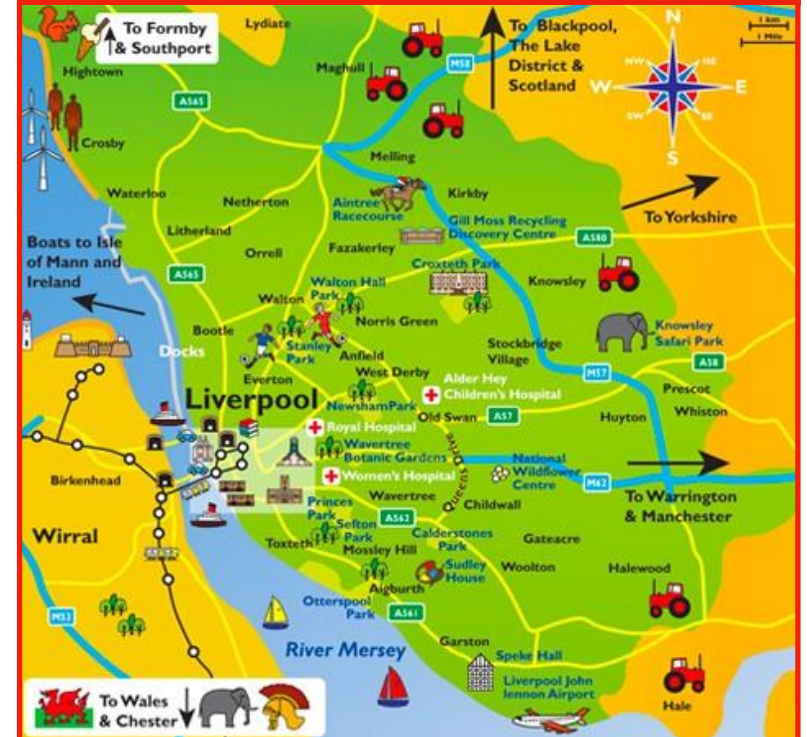 To Formby
& Southport
Lydiate
To Blackpool,
The Lake
District &
Scotland
N
NW
NE
W
E
SW
SE
S
1 km
1 Mile
Hightown
Maghull
M58
A565
Crosby
Melling
Waterloo
Netherton
Aintree
Racecourse
Kirkby
To Yorkshire
Litherland
Gill Moss Recycling
Discovery Centre
A580
Boats to Isle
of Mann and
Ireland
Orrell
Fazakerley
Croxteth Park
A565
Walton Hall
Park
Knowsley
Walton
Norris Green
Bootle
Stanley
Park
Stockbridge
Village
Knowsley
Safari Park
Docks
Anfield
A58
West Derby
Everton
Alder Hey
Children's Hospital
M57
Prescot
Liverpool
NewshamPark
Old Swan
A57
Huyton
Whiston
Royal Hospital
Wavertree
Botanic Gardens
Queens Drive
National
Wildflower
Centre
Birkenhead
Women's Hospital
M62
Wavertree
Childwall
To Warrington
& Manchester
Princes
Park
A562
Wirral
Sefton
Park
Calderstones
Park
Gateacre
Toxteth
Mossley Hill
Sudley
House
Woolton
Halewood
Aigburth
Otterspool
Park
A561
M53
River Mersey
Garston
Speke Hall
Liverpool John
lennon Airport
Hale
To Wales
& Chester